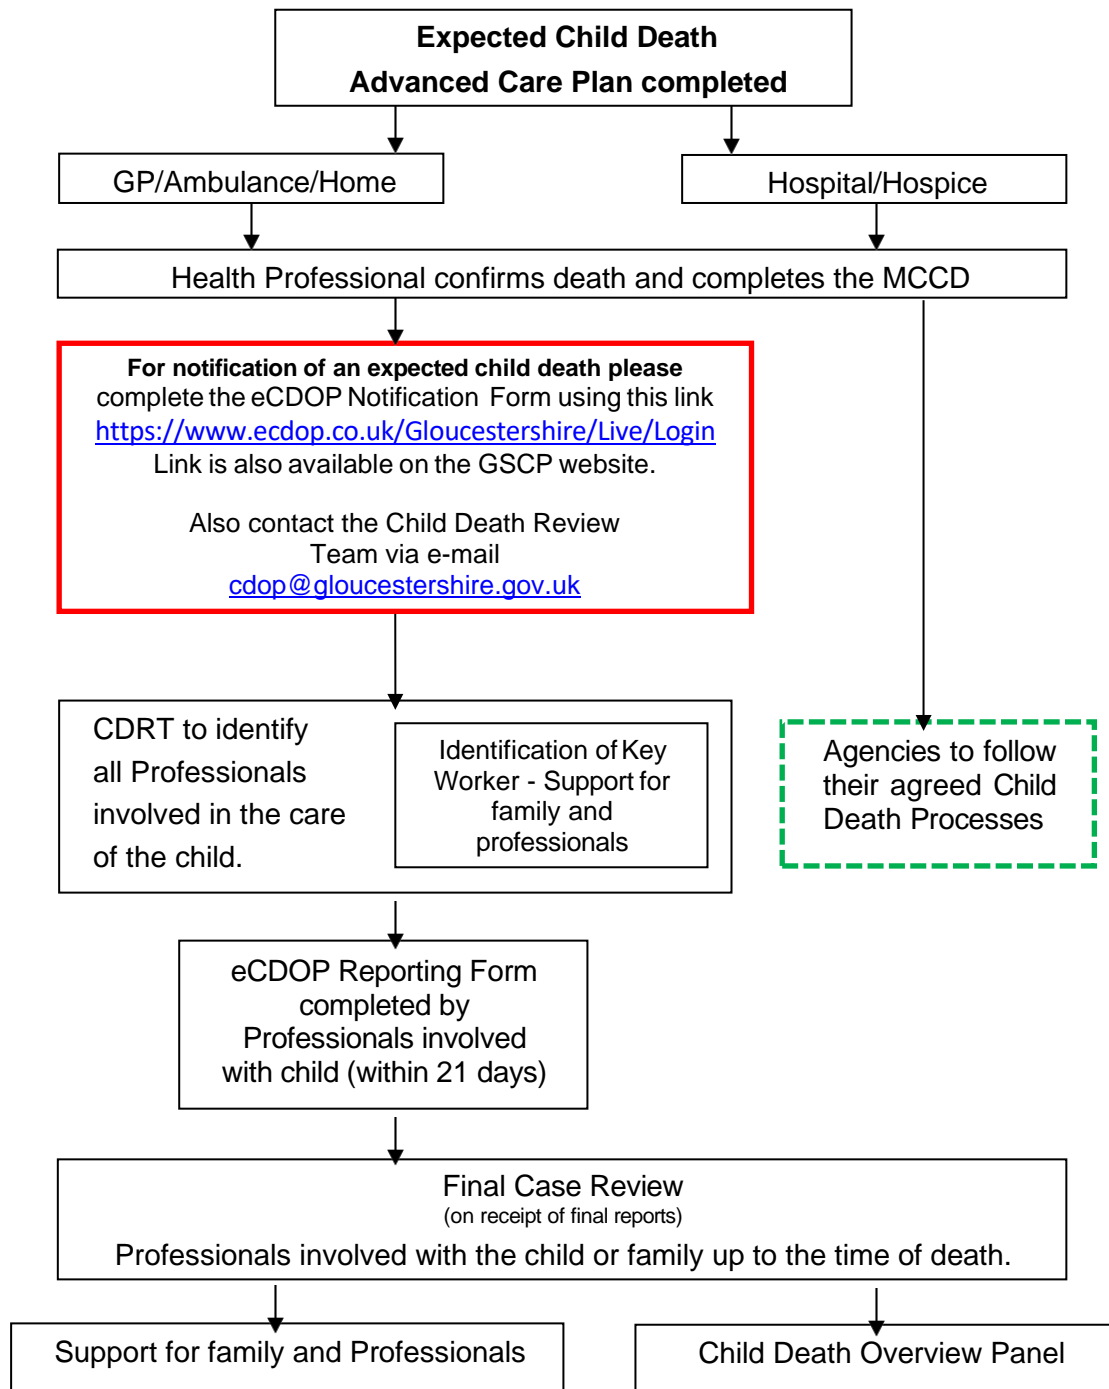 Expected Child Death
Advanced Care Plan completed
GP/Ambulance/Home
Hospital/Hospice
Health Professional confirms death and completes the MCCD
For notification of an expected child death please
complete the eCDOP Notification Form using this link
https://www.ecdop.co.uk/Gloucestershire/Live/Login
Link is also available on the GSCP website.
Also contact the Child Death Review
Team via e-mail
cdop@gloucestershire.gov.uk
CDRT to identify
all Professionals
involved in the care
of the child.
Identification of Key
Worker - Support for
family and
professionals
Agencies to follow
their agreed Child
Death Processes
eCDOP Reporting Form
completed by
Professionals involved
with child (within 21 days)
Final Case Review
(on receipt of final reports)
Professionals involved with the child or family up to the time of death.
Support for family and Professionals
Child Death Overview Panel